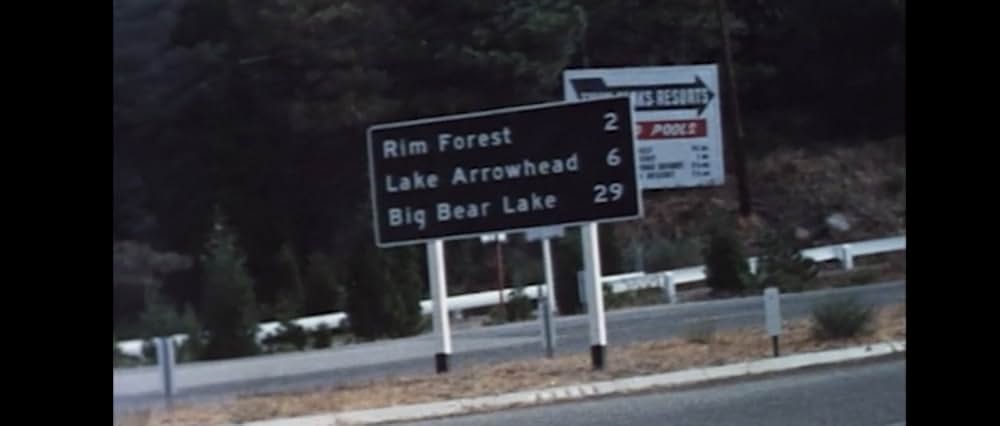 Rim Forest 2
Lake Arrowhead 6
Big Bear Lake 29
RESORTS
POOLS